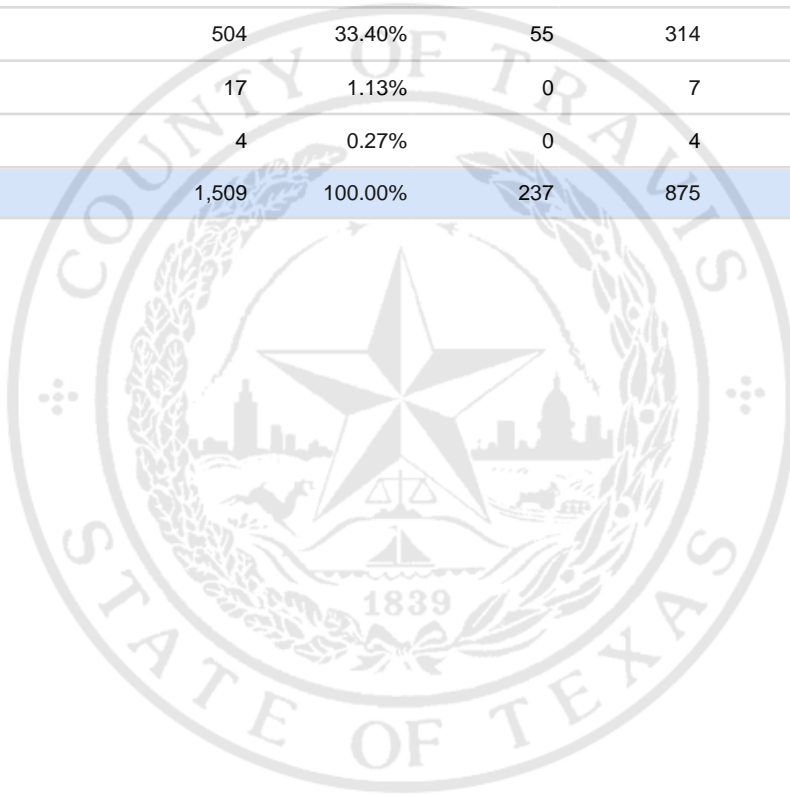 504 33.40% 55 314
17 1.13% 0 7
4 0.27% 0 4
1,509 100.00% 237 875
COUNTY OF TRAVIS
1839
STATE OF TEXAS